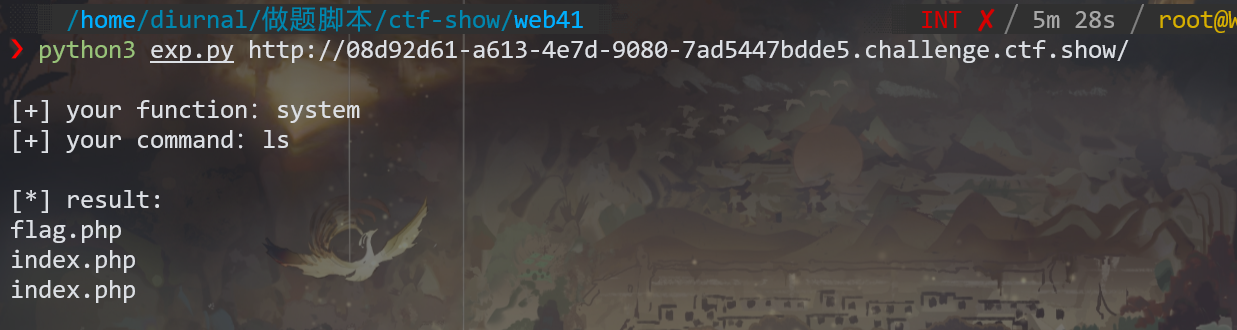 /home/diurnal/做题脚本/ctf-show/web41 INT ✗ / 5m 28s / root@
❯ python3 exp.py http://08d92d61-a613-4e7d-9080-7ad5447bdde5.challenge.ctf.show/
[+] your function: system
[+] your command: ls
[*] result:
flag.php
index.php
index.php